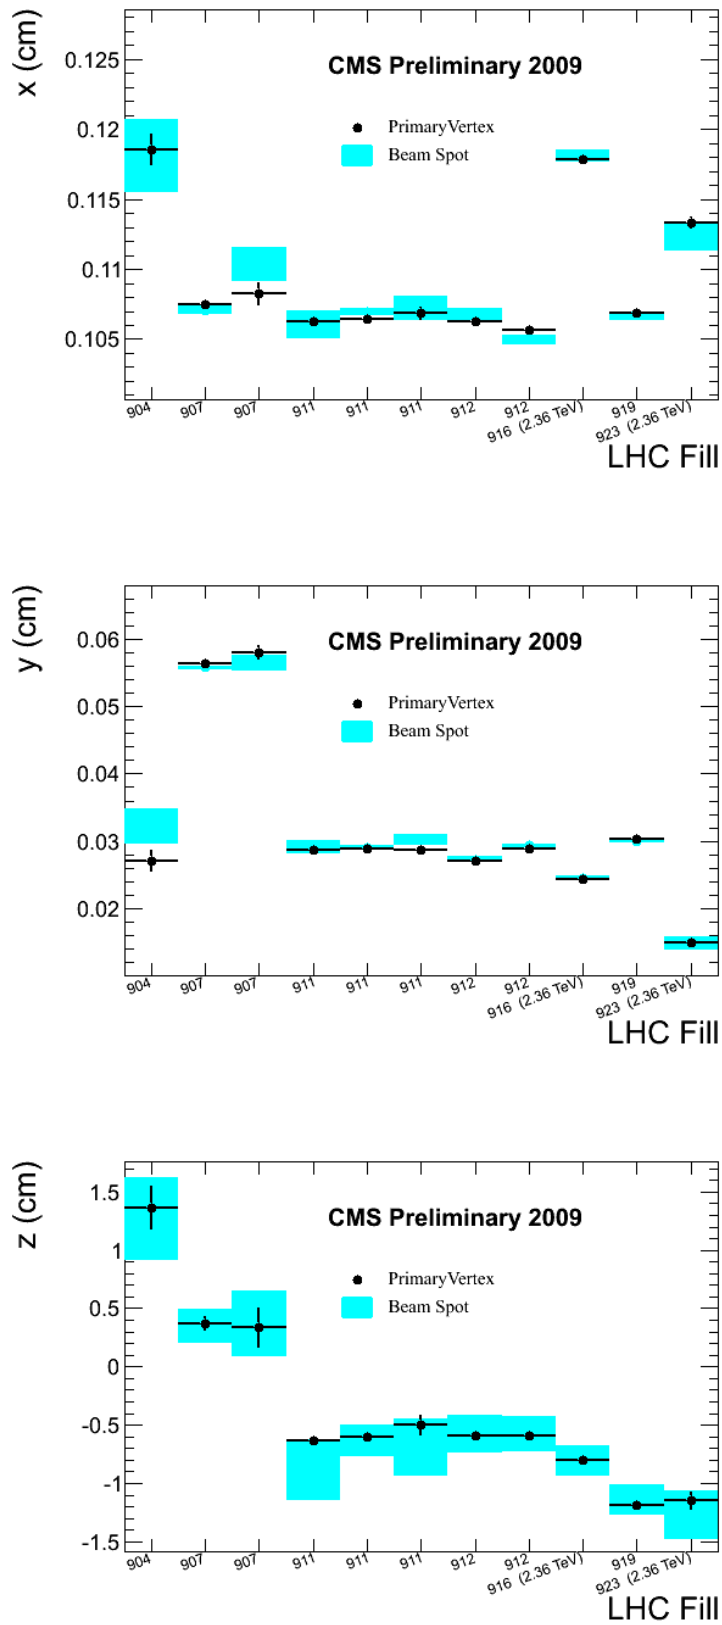 x (cm)
0.125
0.12
0.115
0.11
0.105
CMS Preliminary 2009
PrimaryVertex
Beam Spot
904 907 907 911 911 911 912 912 916 (2.36 TeV) 919 923 (2.36 TeV)
LHC Fill
y (cm)
0.06
0.05
0.04
0.03
0.02
CMS Preliminary 2009
PrimaryVertex
Beam Spot
904 907 907 911 911 911 912 912 916 (2.36 TeV) 919 923 (2.36 TeV)
LHC Fill
z (cm)
1.5
1
0.5
0
-0.5
-1
-1.5
CMS Preliminary 2009
PrimaryVertex
Beam Spot
904 907 907 911 911 911 912 912 916 (2.36 TeV) 919 923 (2.36 TeV)
LHC Fill